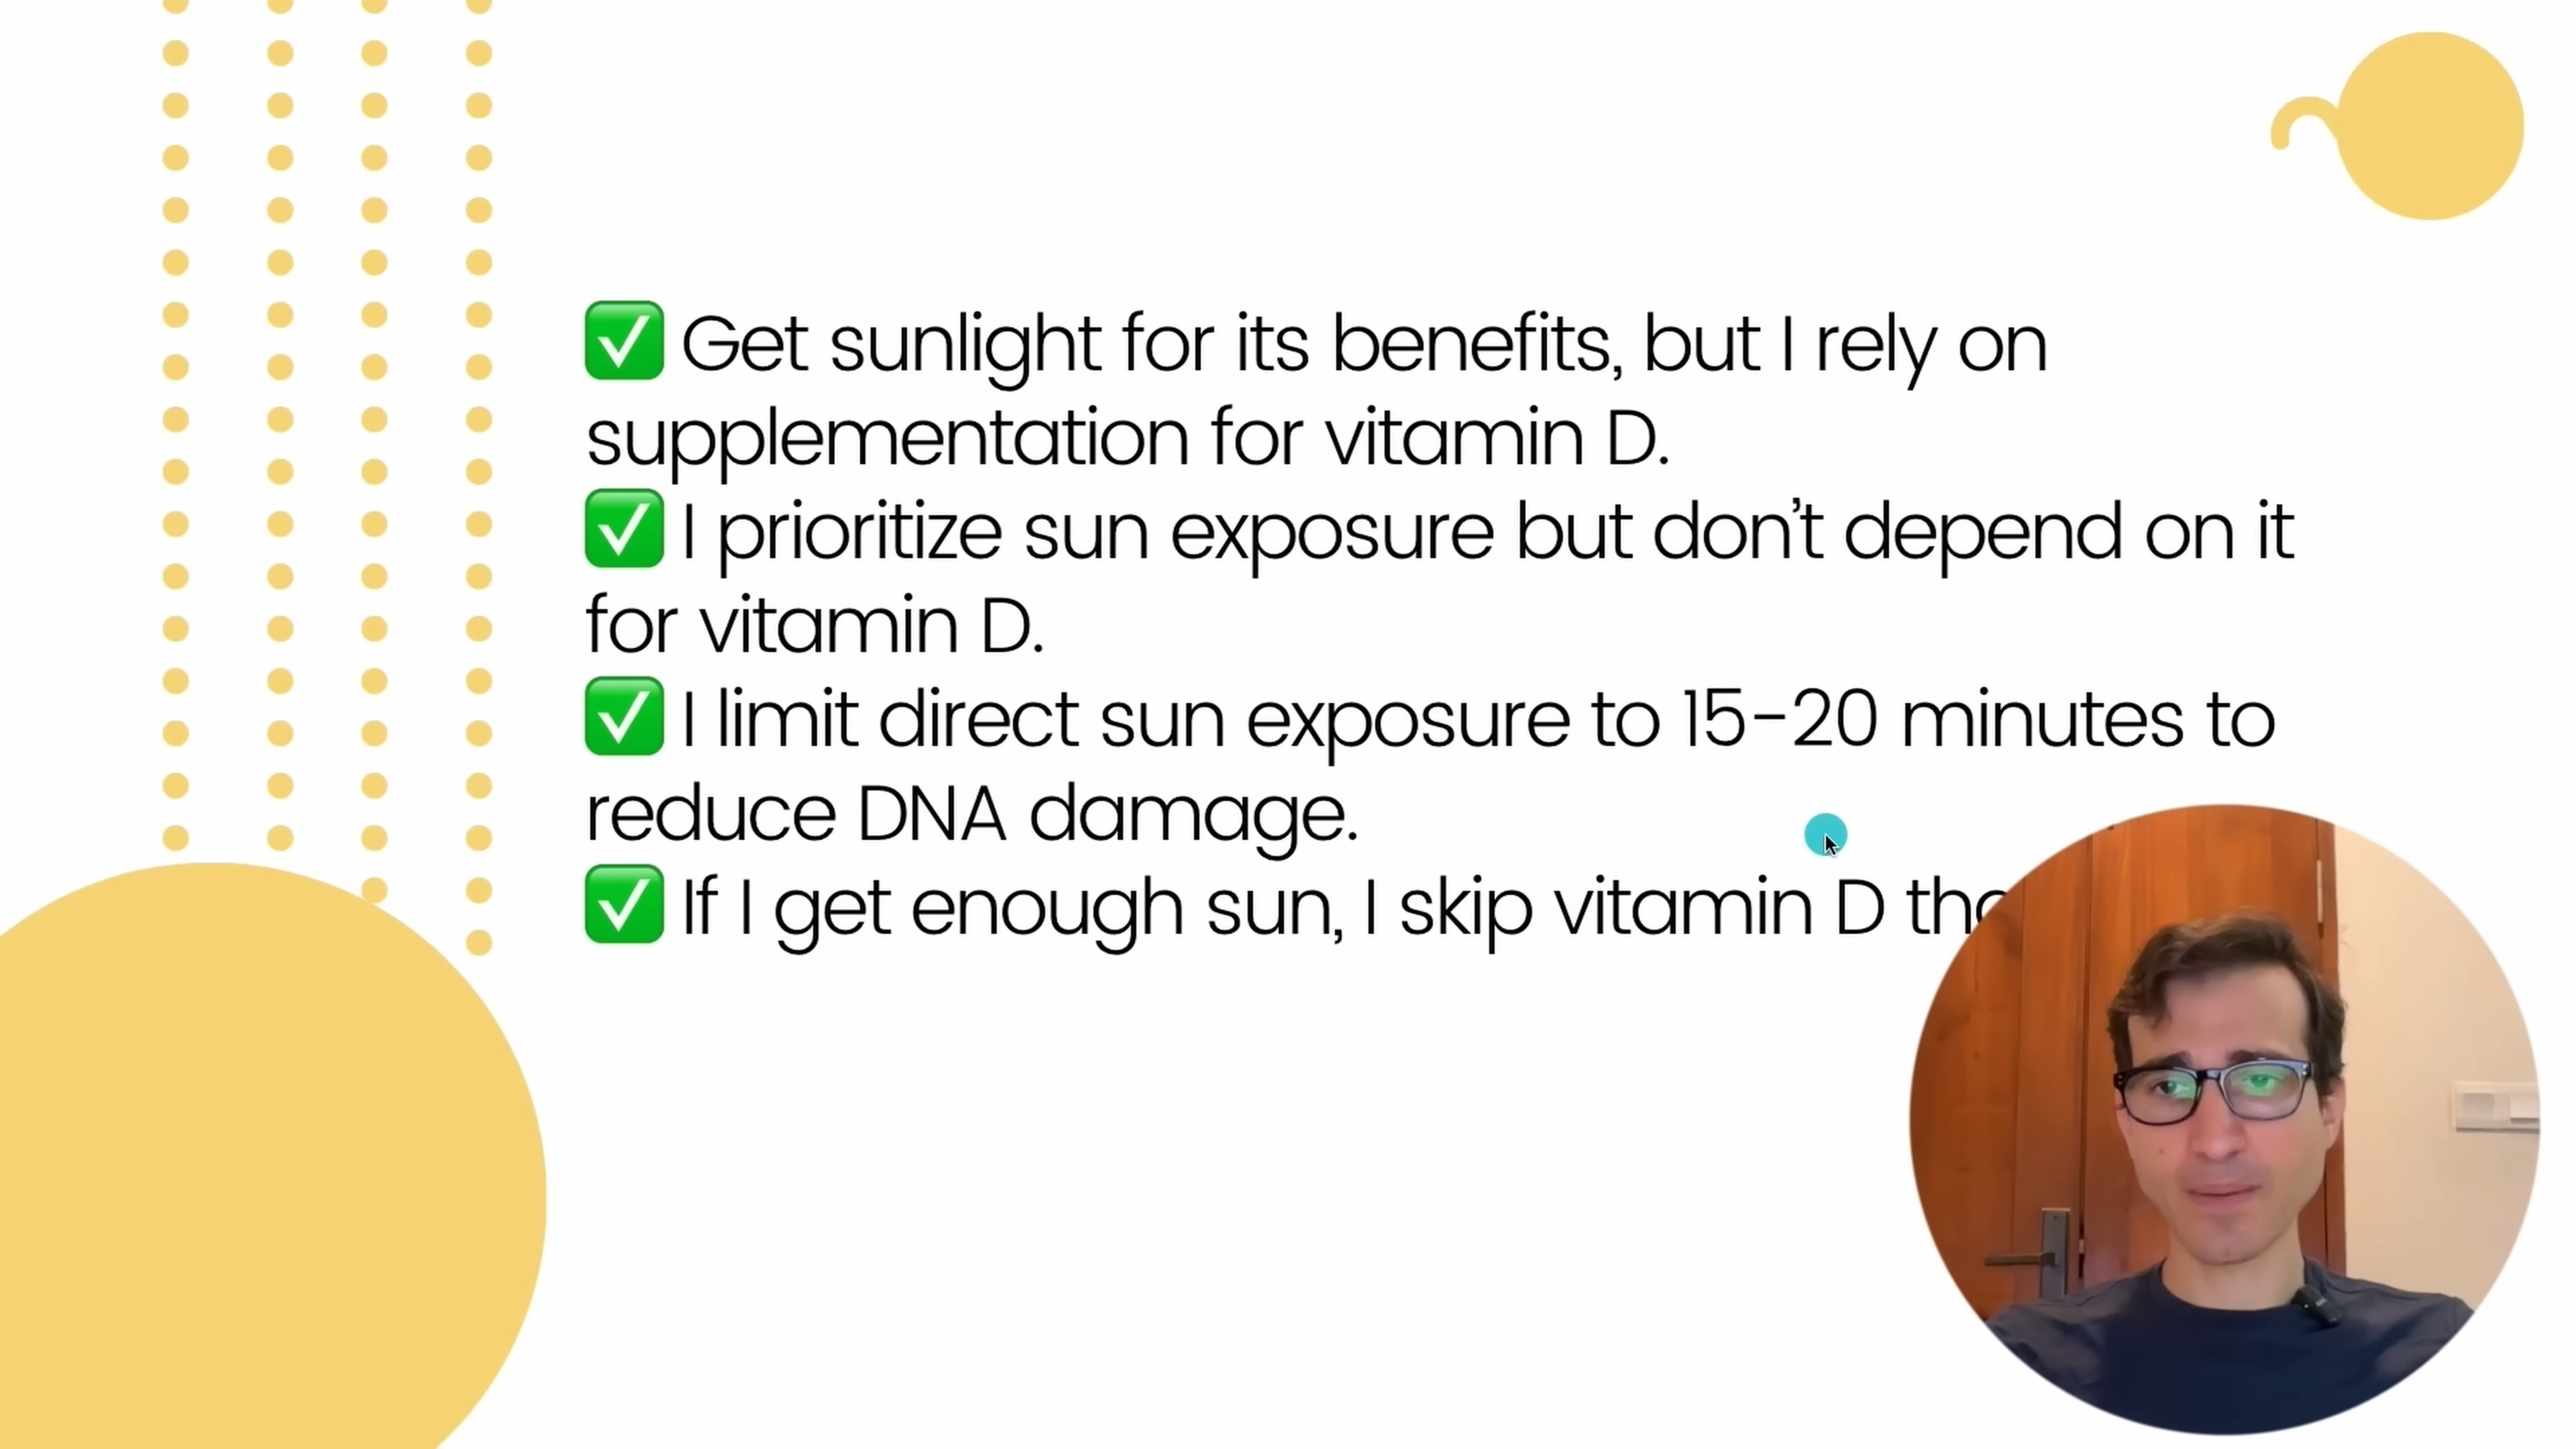 ✅ Get sunlight for its benefits, but I rely on
supplementation for vitamin D.
✅ I prioritize sun exposure but don't depend on it
for vitamin D.
✅ I limit direct sun exposure to 15-20 minutes to
reduce DNA damage.
✅ If I get enough sun, I skip vitamin D